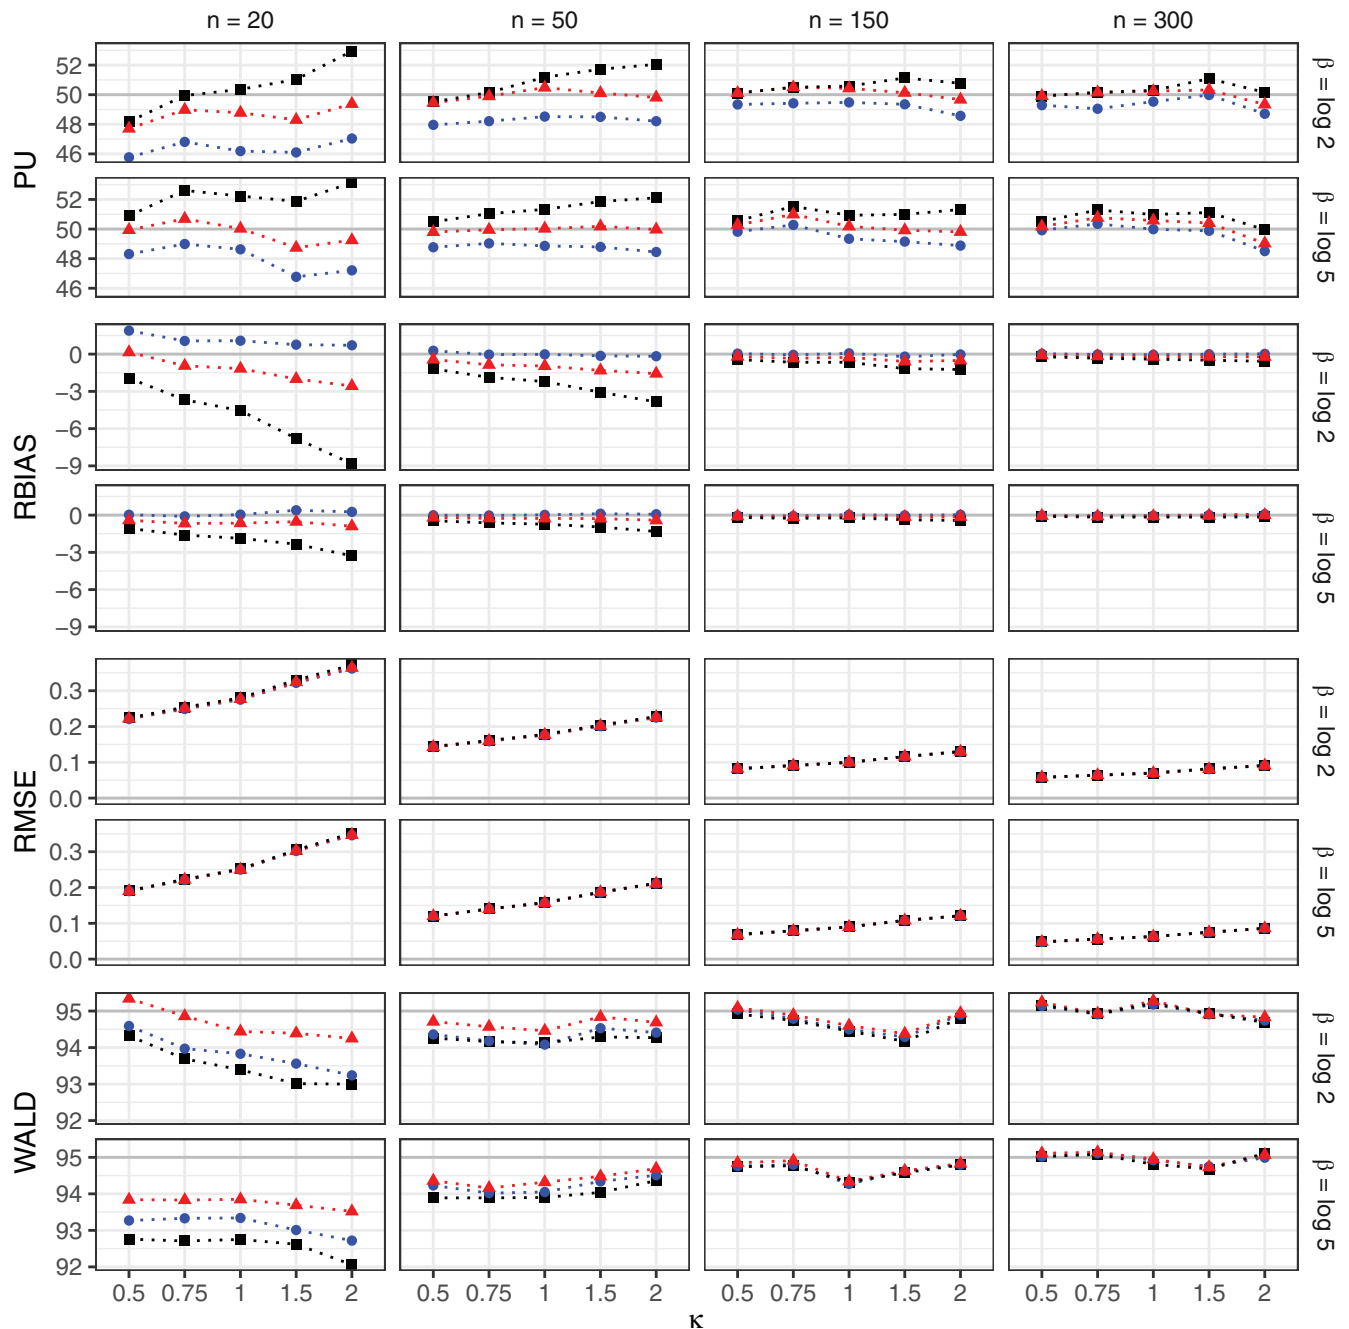 n = 20 n = 50 n = 150 n = 300
PU
52
50
48
46
β = log 2
52
50
48
46
β = log 5
RBIAS
0
−3
−6
−9
β = log 2
0
−3
−6
−9
β = log 5
RMSE
0.3
0.2
0.1
0.0
β = log 2
0.3
0.2
0.1
0.0
β = log 5
WALD
95
94
93
92
β = log 2
95
94
93
92
β = log 5
0.5 0.75 1 1.5 2 0.5 0.75 1 1.5 2 0.5 0.75 1 1.5 2 0.5 0.75 1 1.5 2
κ